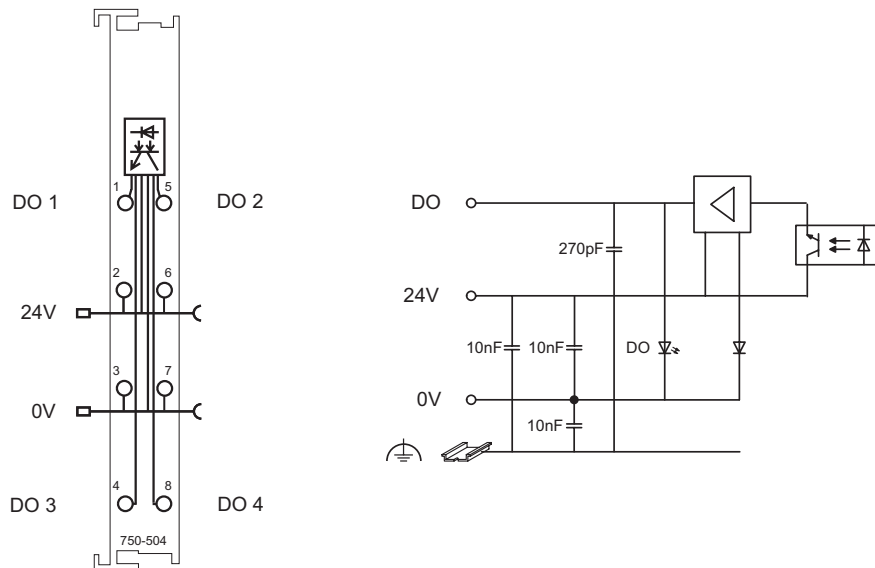 1 5
DO 1 DO 2
2 6
24V
3 7
0V
4 8
DO 3 DO 4
750-504
DO
270pF
24V
10nF 10nF DO
0V
10nF